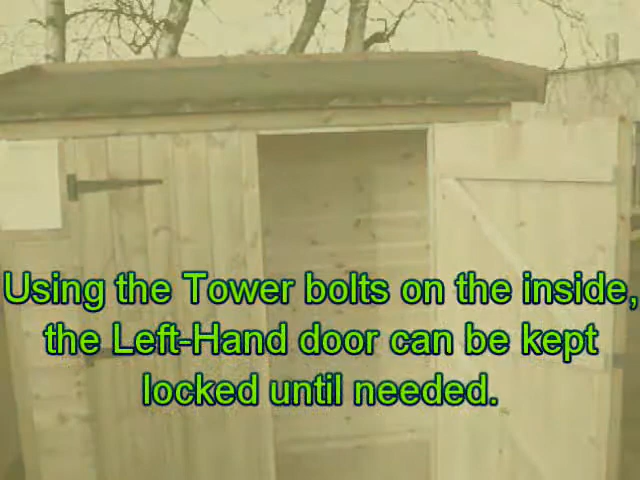 Using the Tower bolts on the inside,
the Left-Hand door can be kept
locked until needed.